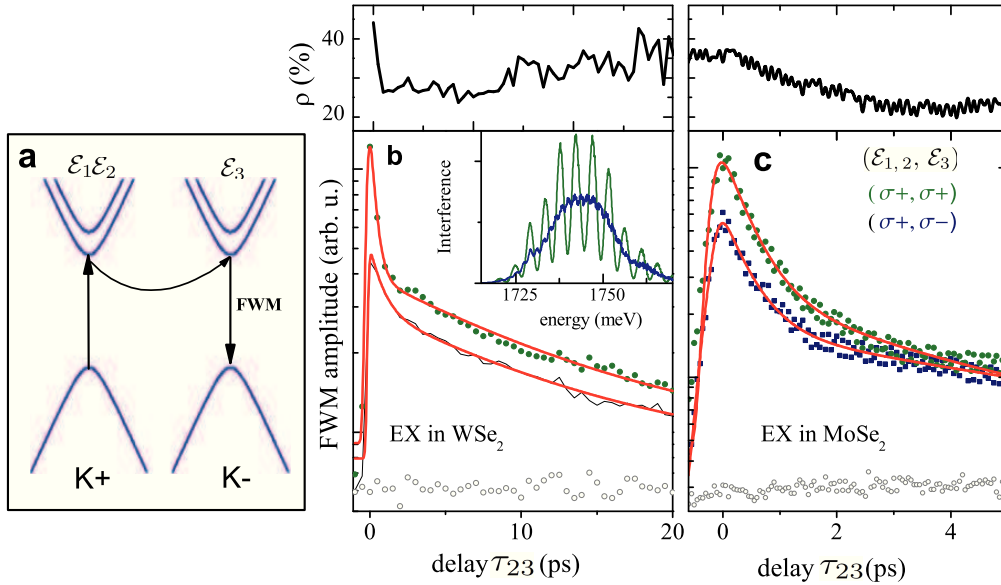 40
20
ρ (%)
a
ℰ₁ℰ₂
ℰ₃
FWM
K+
K-
FWM amplitude (arb. u.)
b
Interference
1725
1750
energy (meV)
EX in WSe₂
0
10
20
delay τ₂₃ (ps)
c
(ℰ₁,₂, ℰ₃)
(σ+, σ+)
(σ+, σ−)
EX in MoSe₂
0
2
4
delay τ₂₃ (ps)